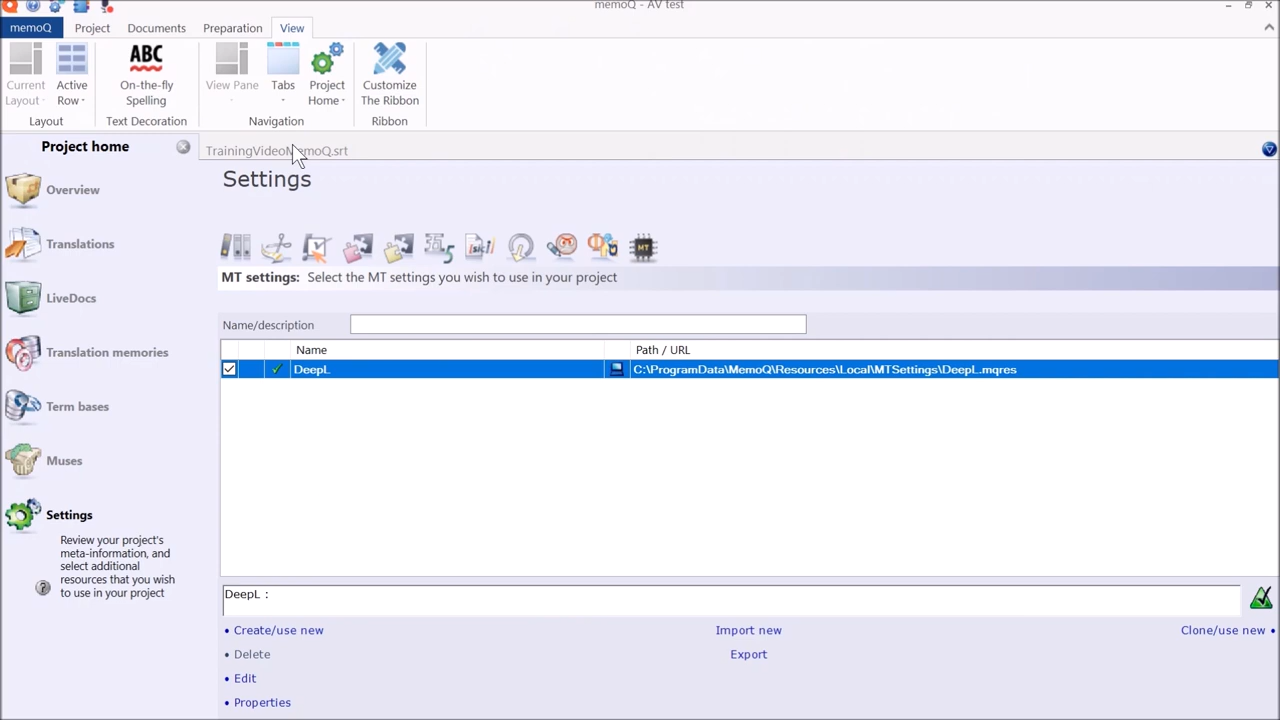 memoQ - AV test
memoQ Project Documents Preparation View
ABC
Current Layout
Active Row
On-the-fly Spelling
View Pane
Tabs
Project Home
Customize The Ribbon
Layout Text Decoration Navigation Ribbon
Project home
Overview
Translations
LiveDocs
Translation memories
Term bases
Muses
Settings
Review your project's
meta-information, and
select additional
resources that you wish
to use in your project
TrainingVideoMemoQ.srt
Settings
MT
MT settings: Select the MT settings you wish to use in your project
Name/description
Name Path / URL
DeepL C:\ProgramData\MemoQ\Resources\Local\MTSettings\DeepL.mqres
DeepL :
Create/use new Import new Clone/use new
Delete Export
Edit
Properties